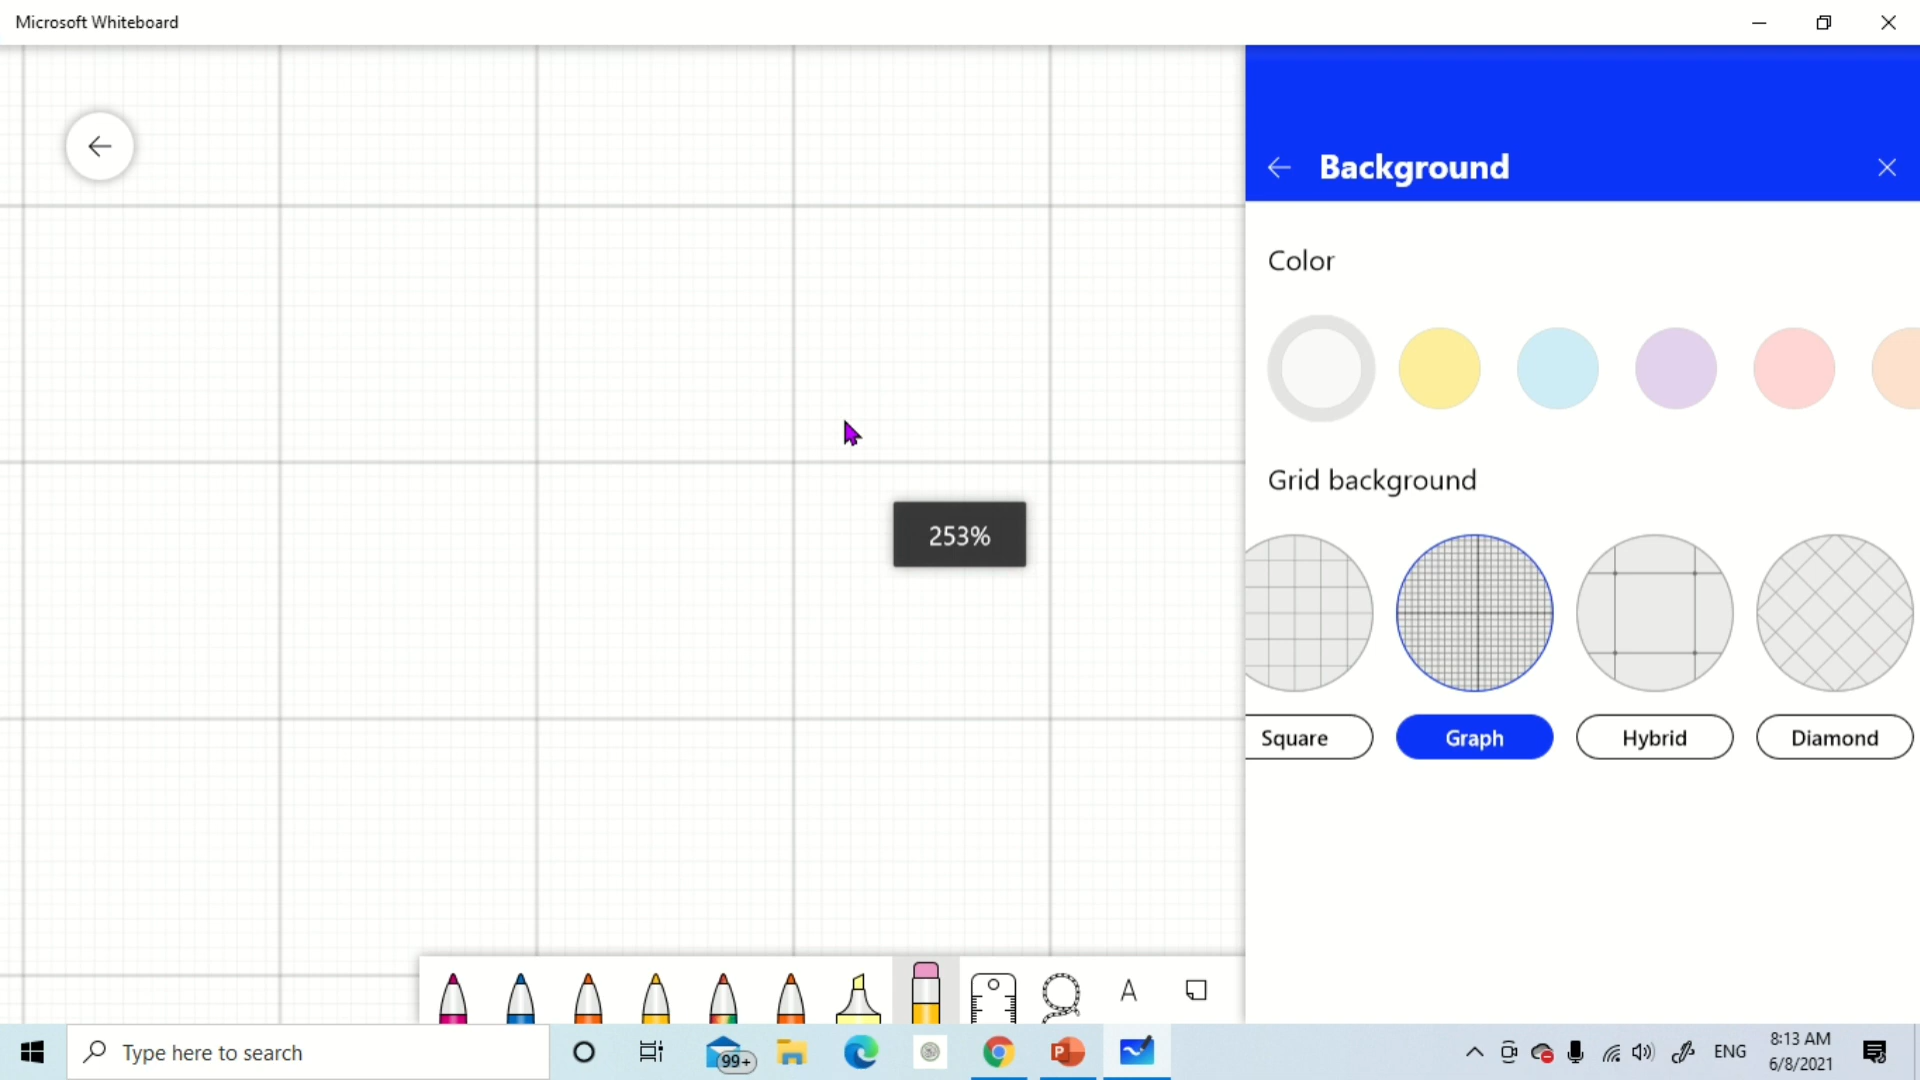 Microsoft Whiteboard
Background
Color
Grid background
253%
Square
Graph
Hybrid
Diamond
A
Type here to search
99+
P
ENG
8:13 AM
6/8/2021